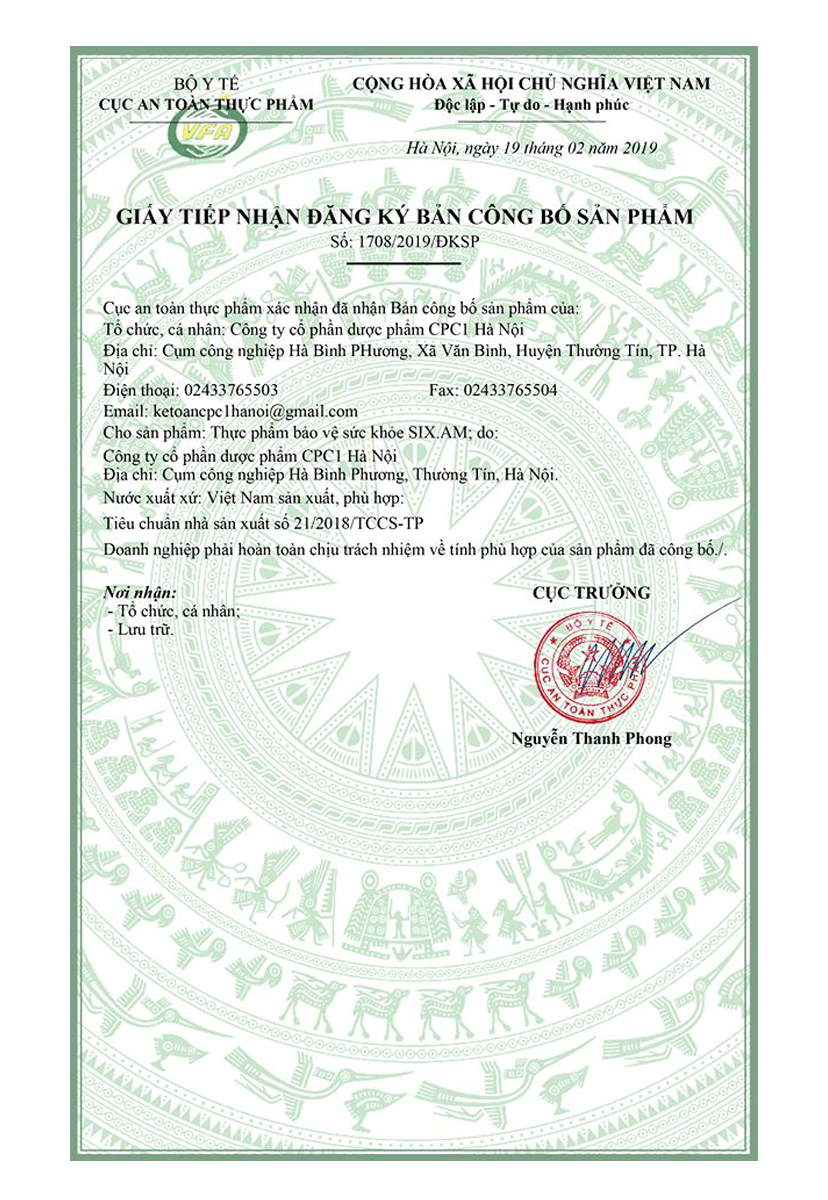 BỘ Y TẾ
CỤC AN TOÀN THỰC PHẨM
VFA
CỘNG HÒA XÃ HỘI CHỦ NGHĨA VIỆT NAM
Độc lập - Tự do - Hạnh phúc
Hà Nội, ngày 19 tháng 02 năm 2019
GIẤY TIẾP NHẬN ĐĂNG KÝ BẢN CÔNG BỐ SẢN PHẨM
Số: 1708/2019/ĐKSP
Cục an toàn thực phẩm xác nhận đã nhận Bản công bố sản phẩm của:
Tổ chức, cá nhân: Công ty cổ phần dược phẩm CPC1 Hà Nội
Địa chỉ: Cụm công nghiệp Hà Bình PHương, Xã Văn Bình, Huyện Thường Tín, TP. Hà
Nội
Điện thoại: 02433765503 Fax: 02433765504
Email: ketoancpc1hanoi@gmail.com
Cho sản phẩm: Thực phẩm bảo vệ sức khỏe SIX.AM; do:
Công ty cổ phần dược phẩm CPC1 Hà Nội
Địa chỉ: Cụm công nghiệp Hà Bình Phương, Thường Tín, Hà Nội.
Nước xuất xứ: Việt Nam sản xuất, phù hợp:
Tiêu chuẩn nhà sản xuất số 21/2018/TCCS-TP
Doanh nghiệp phải hoàn toàn chịu trách nhiệm về tính phù hợp của sản phẩm đã công bố./.
Nơi nhận:
- Tổ chức, cá nhân;
- Lưu trữ.
CỤC TRƯỞNG
BỘ Y TẾ
CỤC AN TOÀN THỰC PH
Nguyễn Thanh Phong